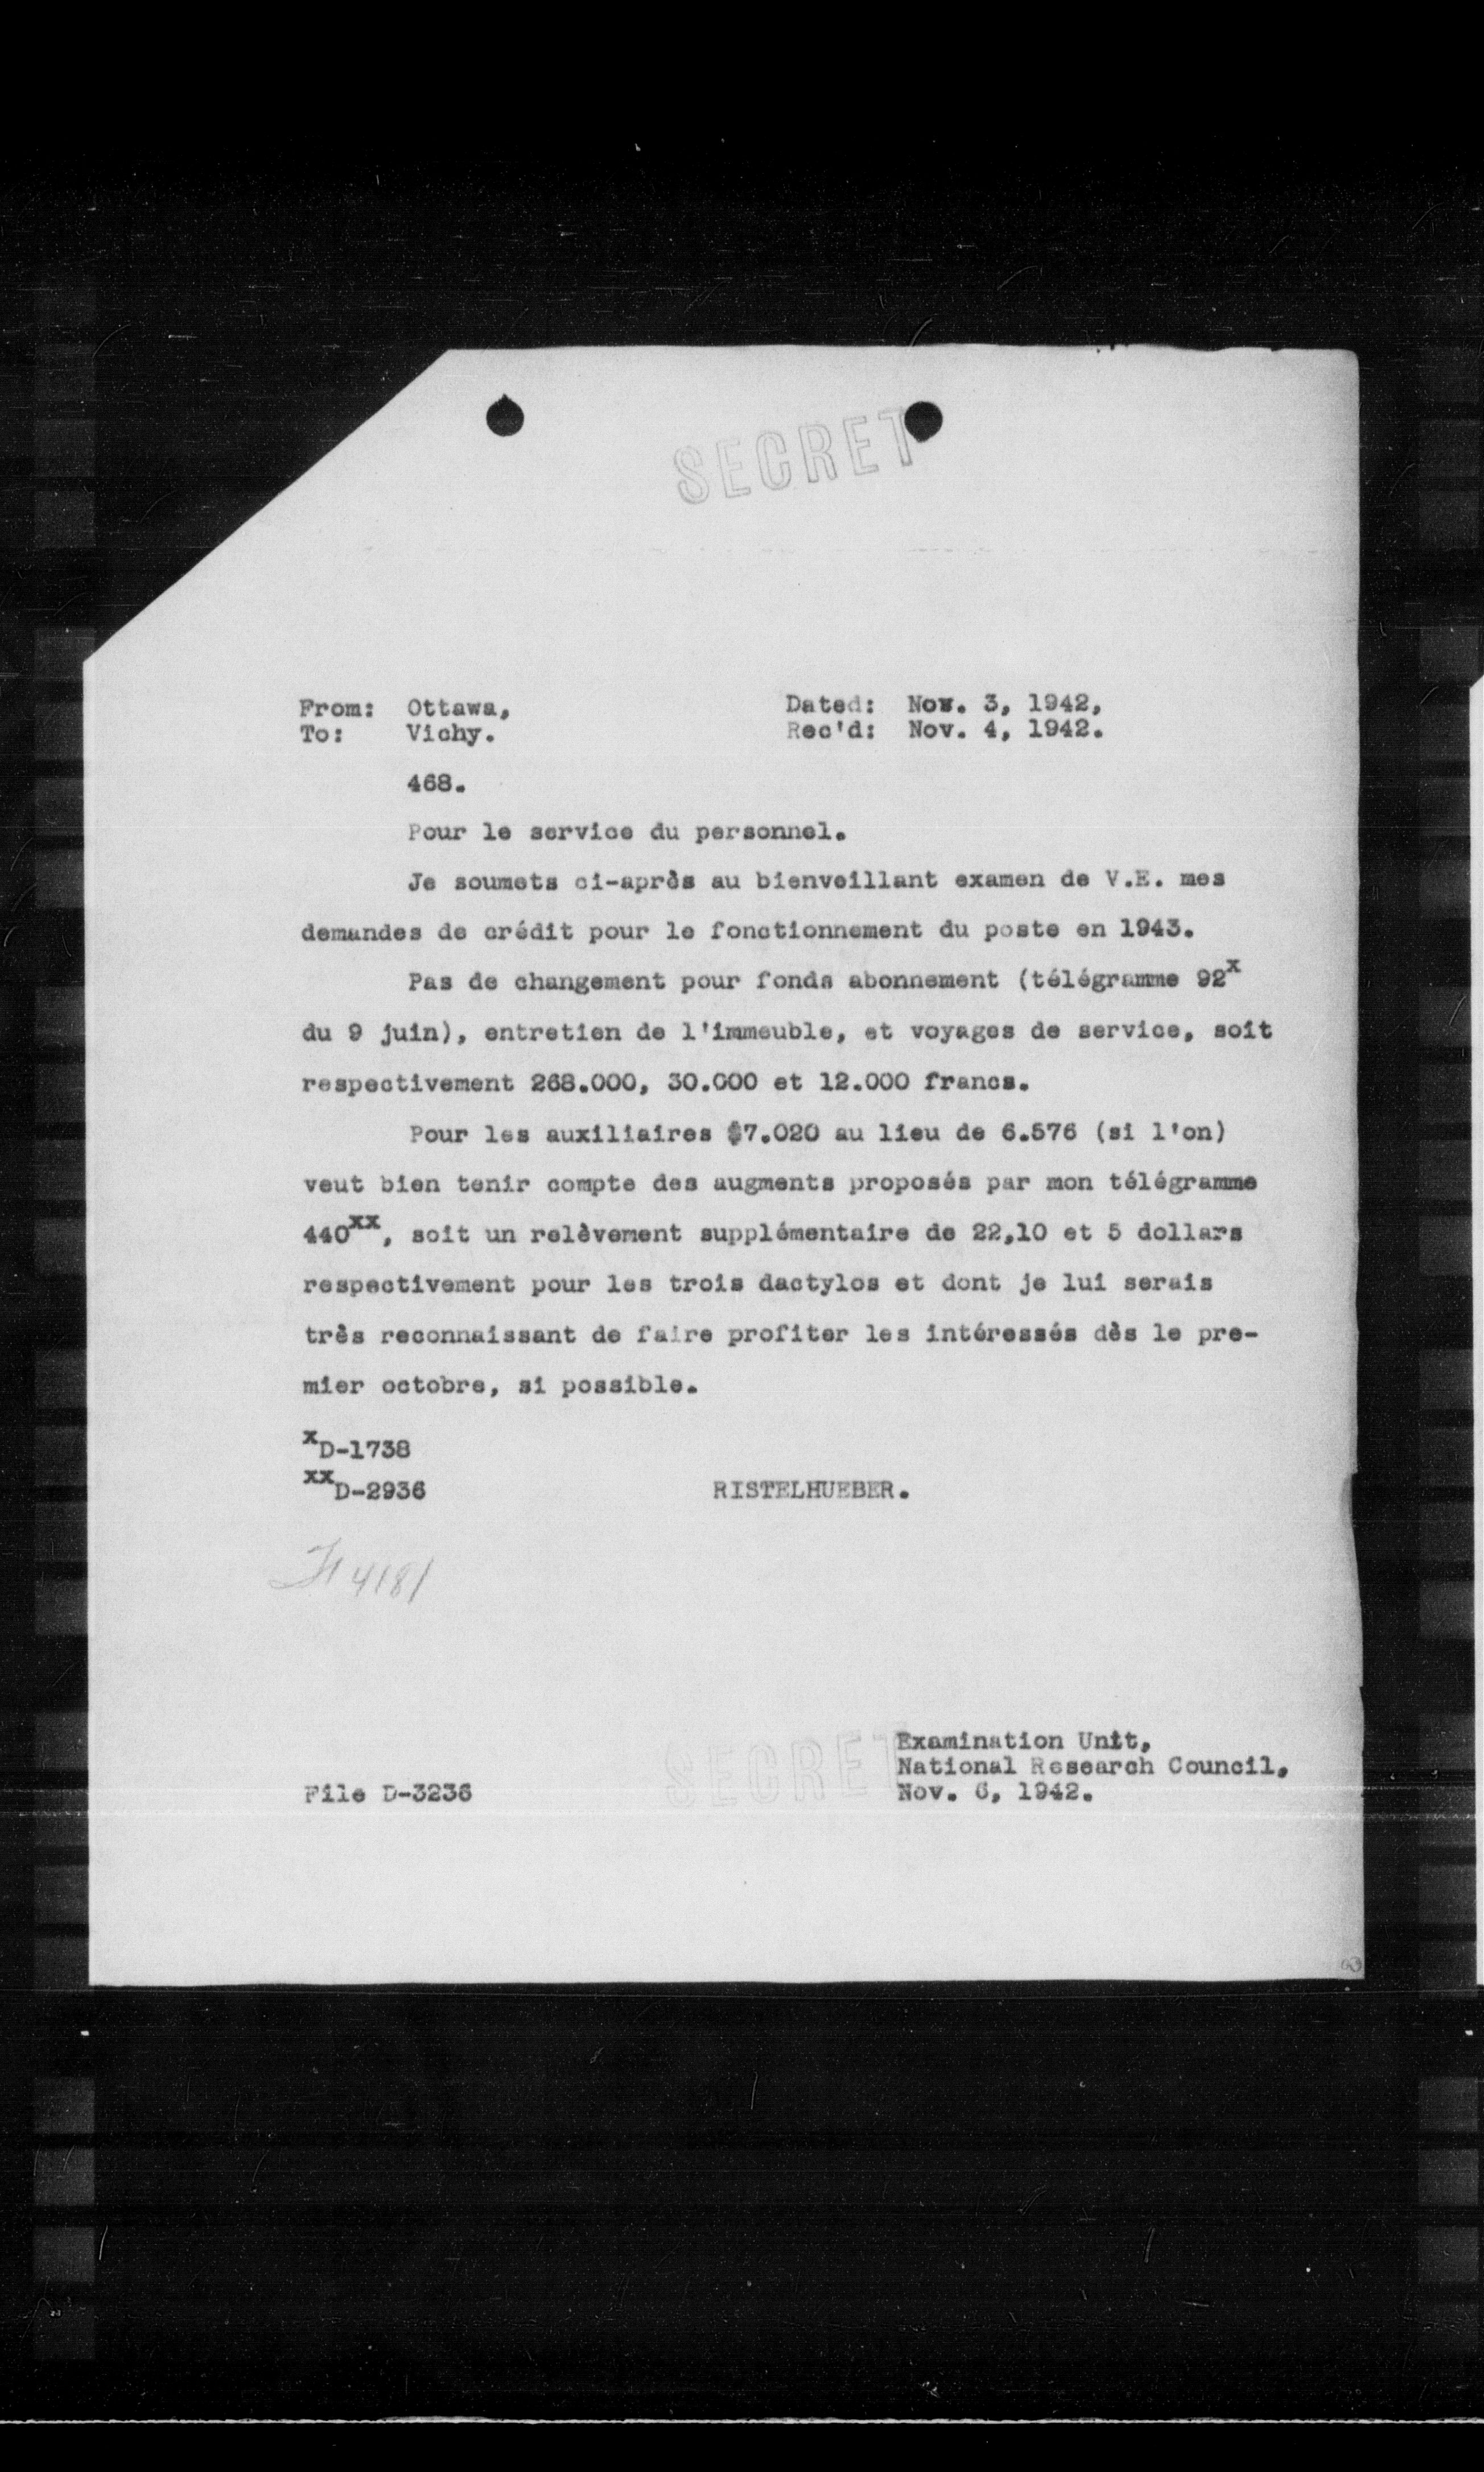 SECRET
From: Ottawa,
To: Vichy.
Dated: Nov. 3, 1942,
Rec'd: Nov. 4, 1942.
468.
Pour le service du personnel.
Je soumets ci-après au bienveillant examen de V.E. mes
demandes de crédit pour le fonctionnement du poste en 1943.
Pas de changement pour fonds abonnement (télégramme 92x
du 9 juin), entretien de l'immeuble, et voyages de service, soit
respectivement 268.000, 30.000 et 12.000 francs.
Pour les auxiliaires $7.020 au lieu de 6.576 (si l'on)
veut bien tenir compte des augments proposés par mon télégramme
440xx, soit un relèvement supplémentaire de 22,10 et 5 dollars
respectivement pour les trois dactylos et dont je lui serais
très reconnaissant de faire profiter les intéressés dès le pre-
mier octobre, si possible.
xD-1738
xxD-2936
RISTELHUEBER.
4181
SECRET
Examination Unit,
National Research Council,
Nov. 6, 1942.
File D-3236